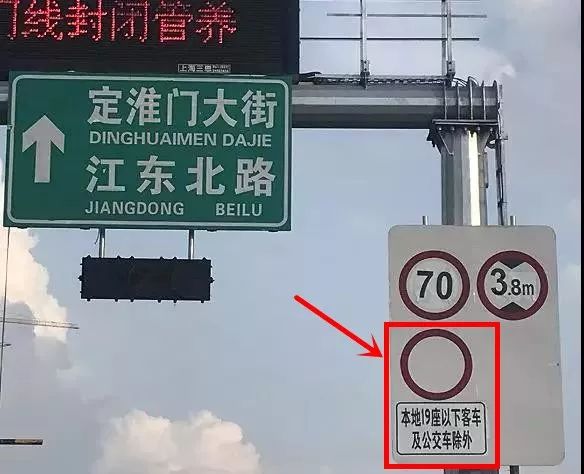 线封闭管养
定淮门大街
DINGHUAIMEN DAJIE
江东北路
JIANGDONG BEILU
70
3.8m
本地19座以下客车
及公交车除外